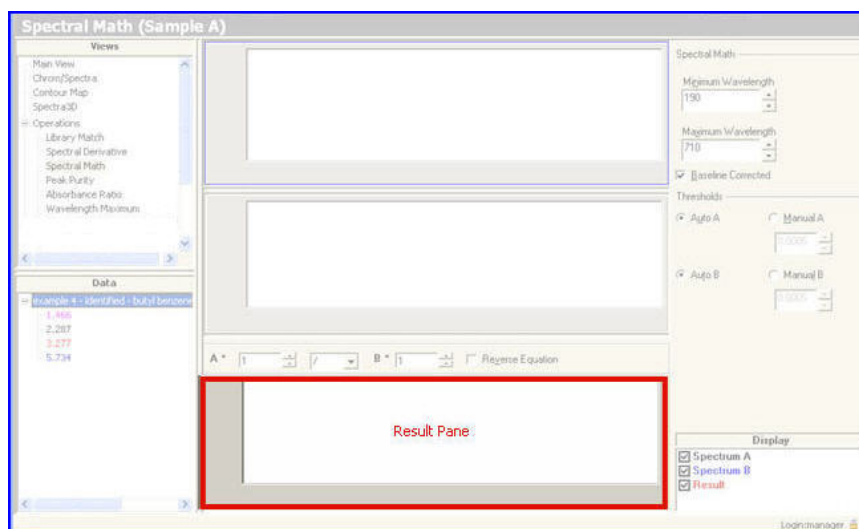 Spectral Math (Sample A)
Views
Main View
Chrom/Spectra
Contour Map
Spectra3D
Operations
Library Match
Spectral Derivative
Spectral Math
Peak Purity
Absorbance Ratio
Wavelength Maximum
Data
example 4 - identified - butyl benzene
1.466
2.287
3.277
5.734
A * 1 / B * 1 Reverse Equation
Result Pane
Spectral Math
Minimum Wavelength
190
Maximum Wavelength
710
Baseline Corrected
Thresholds
Auto A Manual A
0.0005
Auto B Manual B
0.0005
Display
Spectrum A
Spectrum B
Result
Login:manager